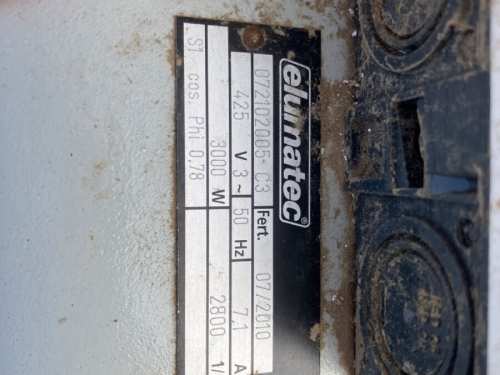 elumatec®
072102005-C3 Fert. 07/2010
425 V 3~ 50 Hz 7,1 A
3000 W 2800 1/
S1 cos. Phi 0.78